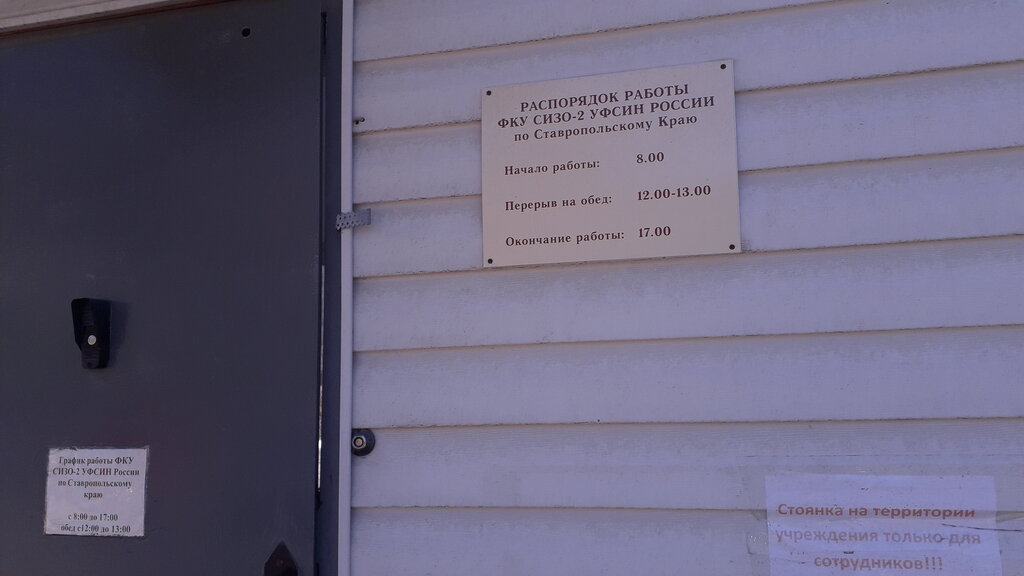 РАСПОРЯДОК РАБОТЫ
ФКУ СИЗО-2 УФСИН РОССИИ
по Ставропольскому Краю
Начало работы: 8.00
Перерыв на обед: 12.00-13.00
Окончание работы: 17.00
График работы ФКУ
СИЗО-2 УФСИН России
по Ставропольскому
краю
с 8:00 до 17:00
обед с12:00 до 13:00
Стоянка на территории
учреждения только для
сотрудников!!!